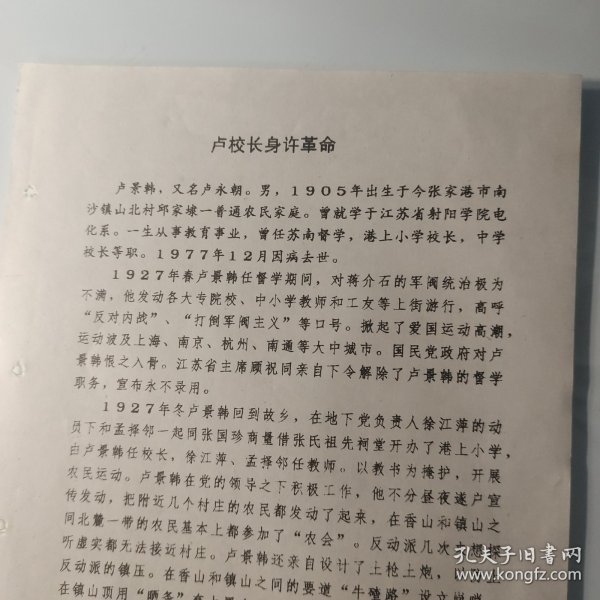 卢校长身许革命
卢景韩，又名卢永朝。男，1905年出生于今张家港市南
沙镇山北村邱家埭一普通农民家庭。曾就学于江苏省射阳学院电
化系。一生从事教育事业，曾任苏南督学，港上小学校长，中学
校长等职。1977年12月因病去世。
1927年春卢景韩任督学期间，对蒋介石的军阀统治极为
不满，他发动各大专院校、中小学教师和工友等上街游行，高呼
“反对内战”、“打倒军阀主义”等口号。掀起了爱国运动高潮，
运动波及上海、南京、杭州、南通等大中城市。国民党政府对卢
景韩恨之入骨。江苏省主席顾祝同亲自下令解除了卢景韩的督学
职务，宣布永不录用。
1927年冬卢景韩回到故乡，在地下党负责人徐江萍的动
员下和孟择邻一起同张国珍商量借张氏祖先祠堂开办了港上小学，
由卢景韩任校长，徐江萍、孟择邻任教师。以教书为掩护，开展
农民运动。卢景韩在党的领导之下积极工作，他不分昼夜遂户宣
传发动，把附近几个村庄的农民都发动了起来，在香山和镇山之
间北麓一带的农民基本上都参加了“农会”。反动派几次
听虚实都无法接近村庄。卢景韩还亲自设计了土枪土炮，
反动派的镇压。在香山和镇山之间的要道“牛
路”设立
在镇山顶用“晒条”
孔夫子旧书网
www.kongfz.com